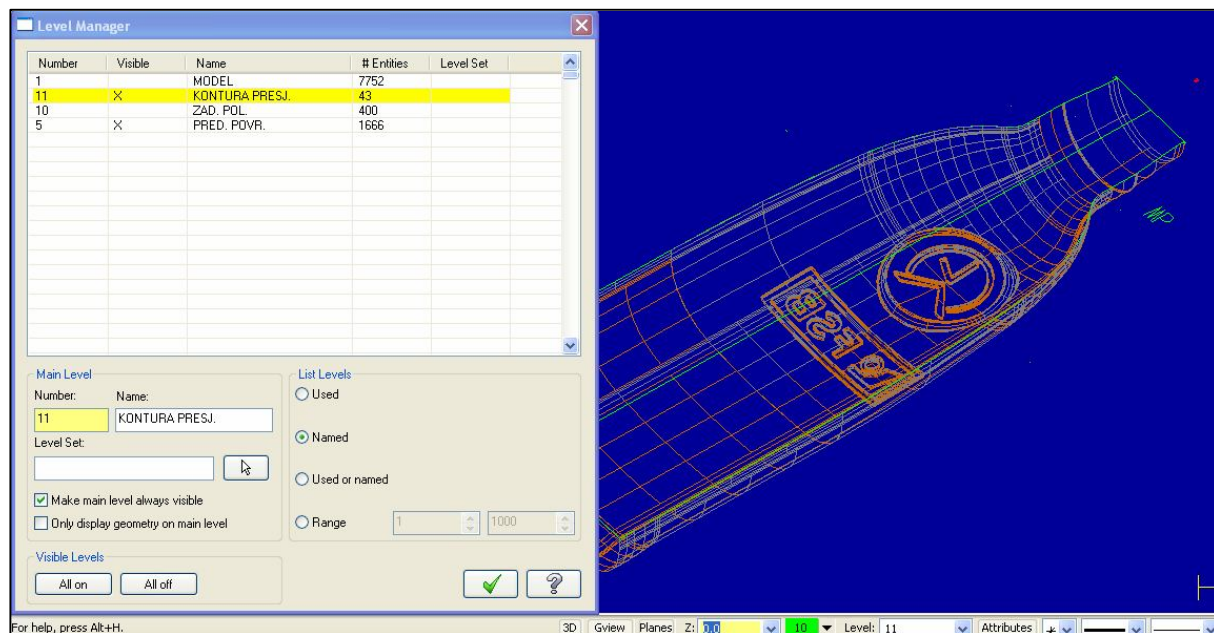 Level Manager
Number Visible Name # Entities Level Set
1 MODEL 7752
11 X KONTURA PRESJ. 43
10 ZAD. POL. 400
5 X PRED. POVR. 1666
Main Level
Number: Name:
11 KONTURA PRESJ.
Level Set:
Make main level always visible
Only display geometry on main level
List Levels
Used
Named
Used or named
Range 1 1000
Visible Levels
All on All off
For help, press Alt+H.
3D Gview Planes Z: 0.0 10 Level: 11 Attributes